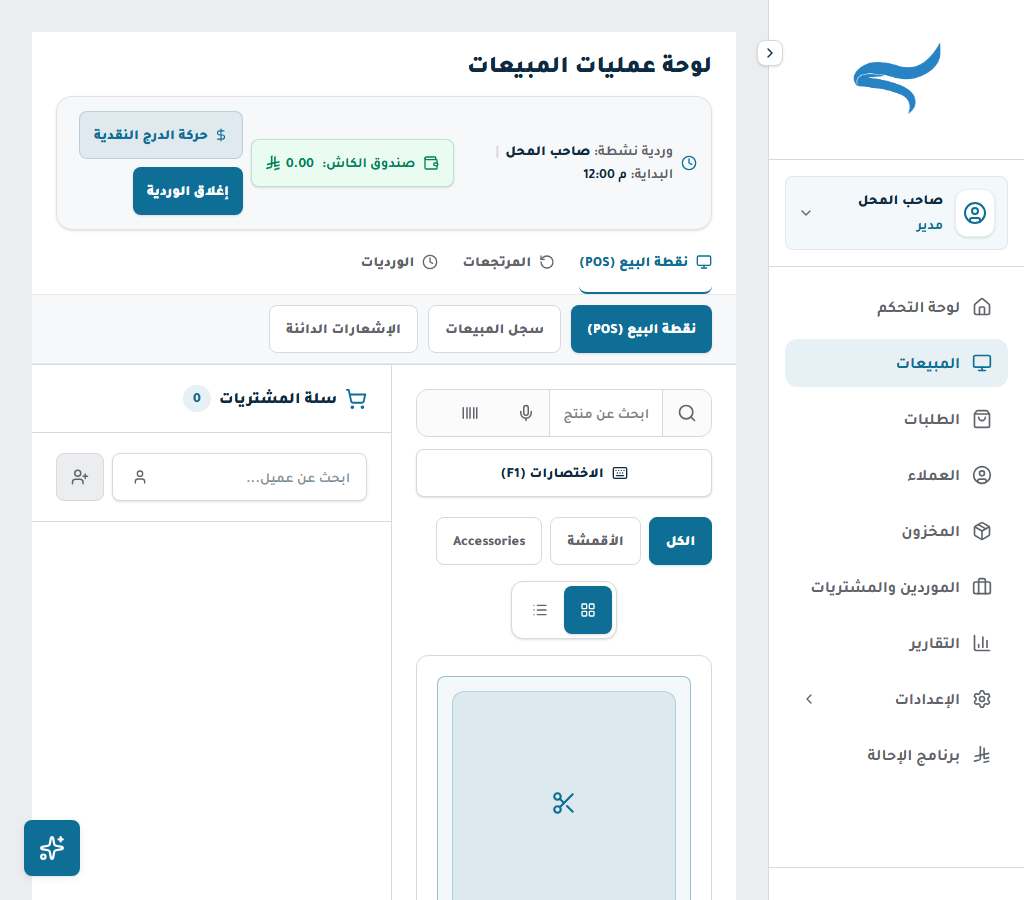 صاحب المحل
مدير
لوحة التحكم
المبيعات
الطلبات
العملاء
المخزون
الموردين والمشتريات
التقارير
الإعدادات
برنامج الإحالة
لوحة عمليات المبيعات
وردية نشطة: صاحب المحل |
البداية: 12:00 م
صندوق الكاش: 0.00
حركة الدرج النقدية
إغلاق الوردية
نقطة البيع (POS) المرتجعات الورديات
نقطة البيع (POS) سجل المبيعات الإشعارات الدائنة
ابحث عن منتج
الاختصارات (F1)
الكل الأقمشة Accessories
سلة المشتريات 0
ابحث عن عميل...